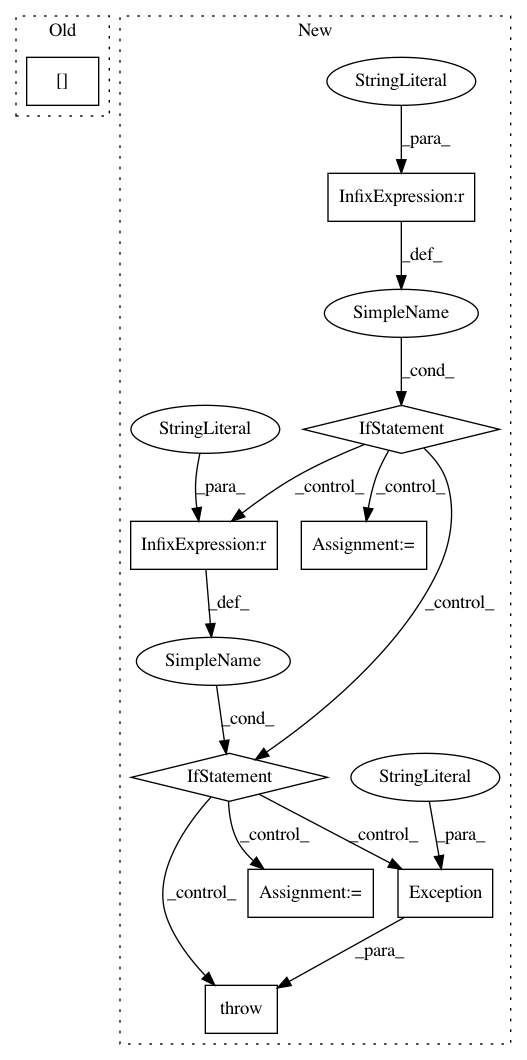 Old
New
[]
StringLiteral
_para_
InfixExpression:r
_def_
SimpleName
_cond_
StringLiteral
IfStatement
_para_
_control_
_control_
InfixExpression:r
Assignment:=
_def_
_control_
SimpleName
_cond_
IfStatement
StringLiteral
_control_
_control_
_para_
_control_
Assignment:=
Exception
_para_
throw